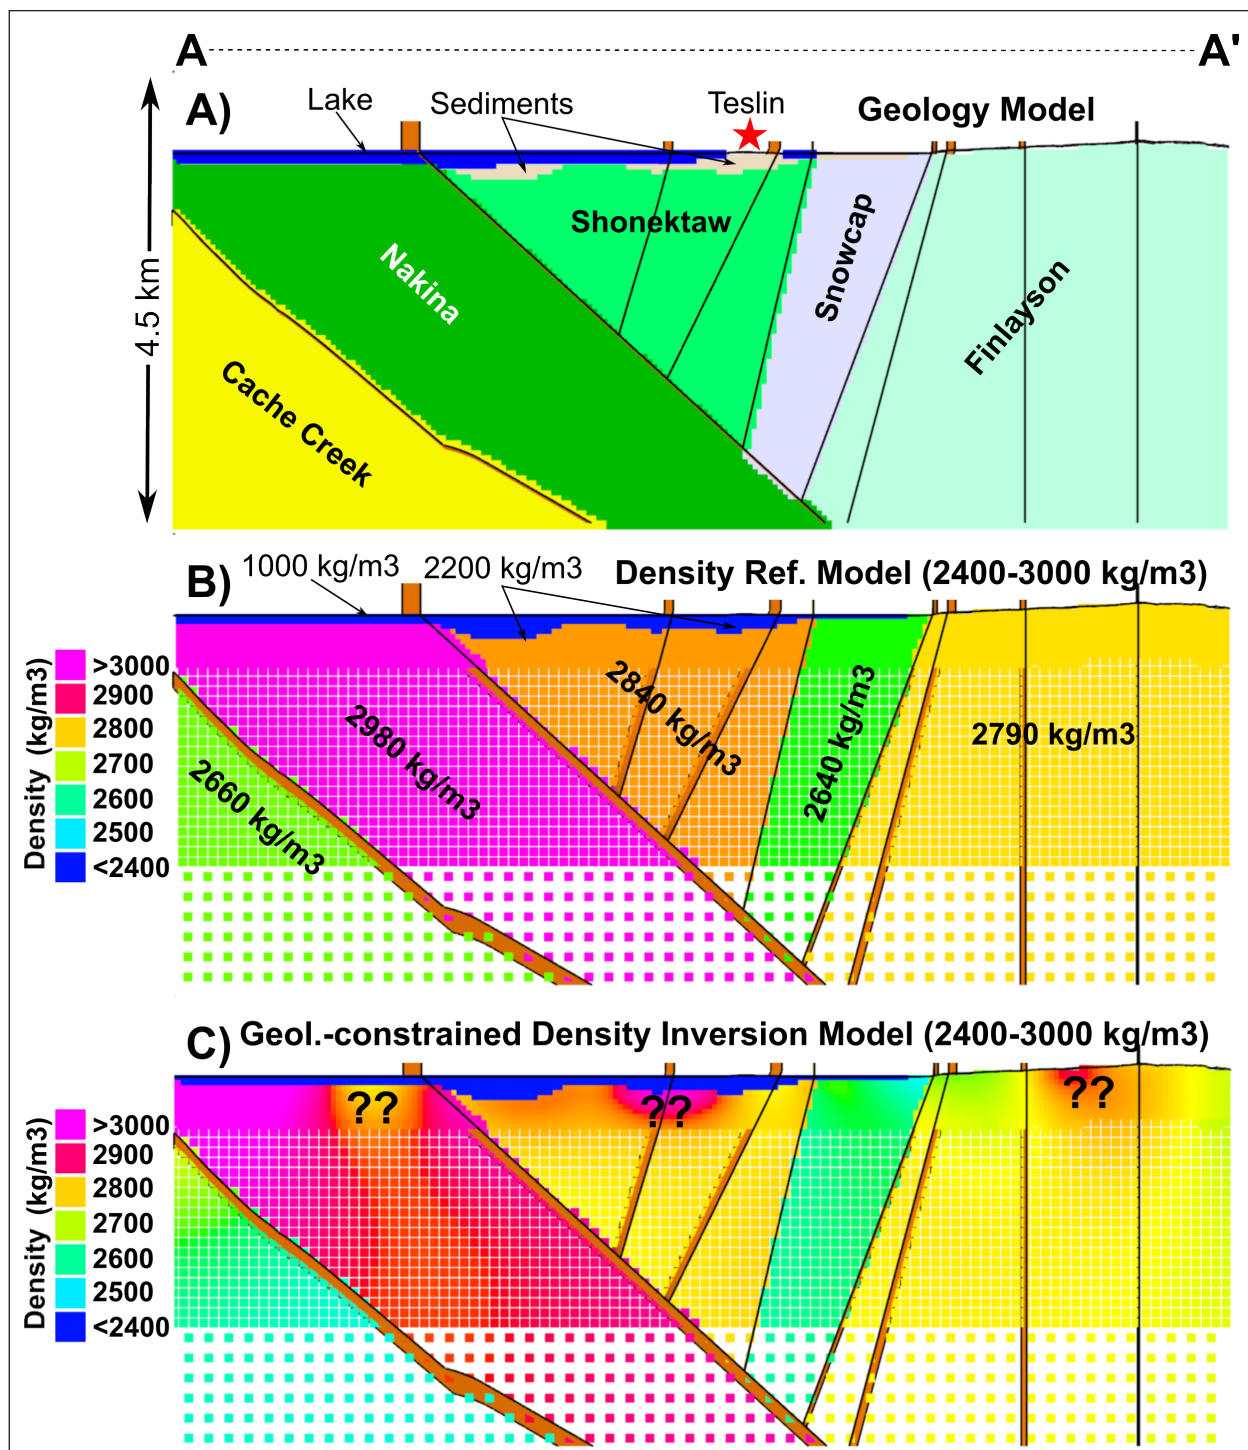 A A'
A) Lake Sediments Teslin Geology Model
4.5 km
Shonektaw
Nakina
Snowcap
Finlayson
Cache Creek
B) 1000 kg/m3 2200 kg/m3 Density Ref. Model (2400-3000 kg/m3)
Density (kg/m3)
>3000
2900
2800
2700
2600
2500
<2400
2840 kg/m3
2980 kg/m3
2640 kg/m3
2790 kg/m3
2660 kg/m3
C) Geol.-constrained Density Inversion Model (2400-3000 kg/m3)
?? ?? ??
Density (kg/m3)
>3000
2900
2800
2700
2600
2500
<2400